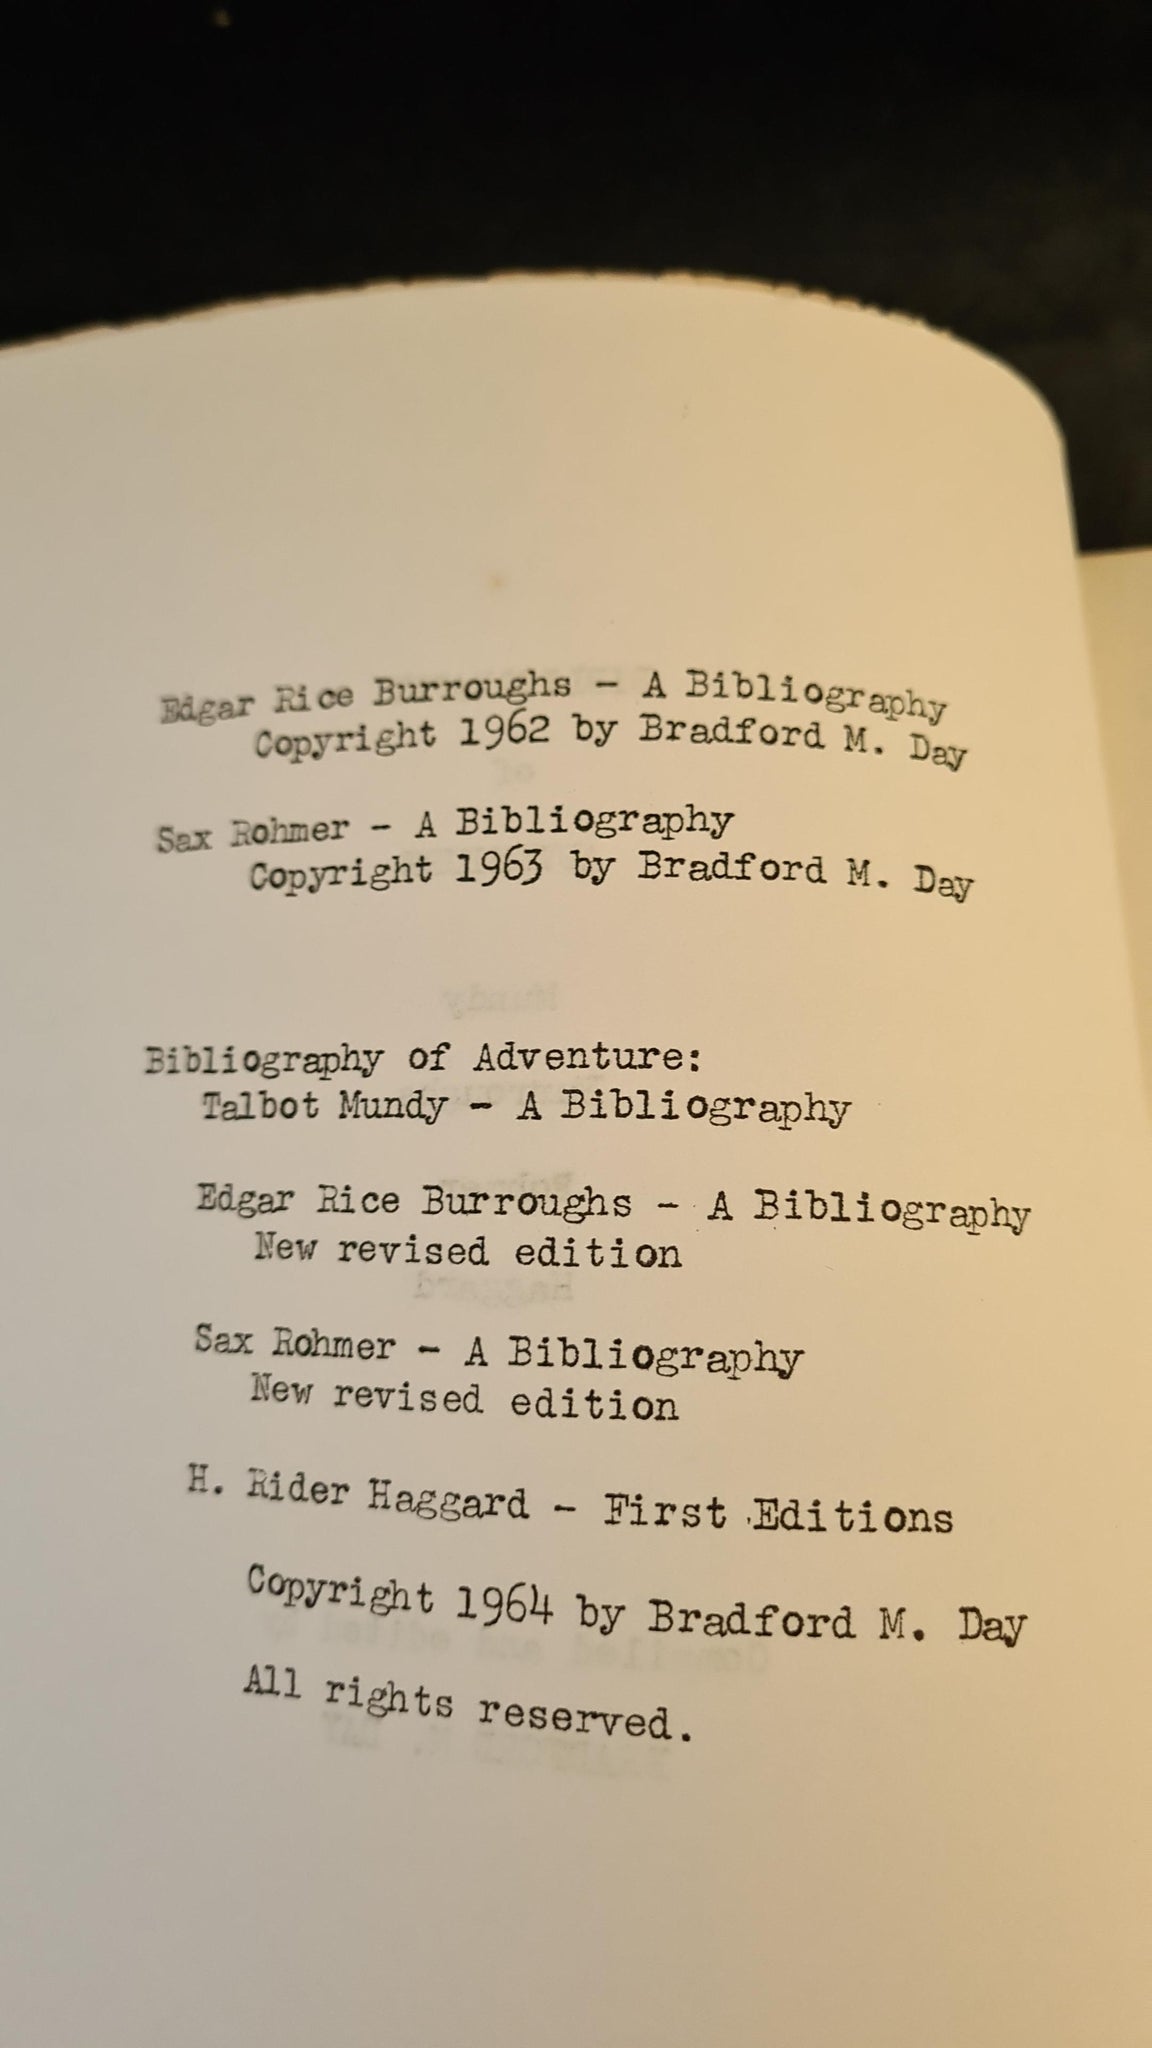 Edgar Rice Burroughs - A Bibliography
Copyright 1962 by Bradford M. Day
Sax Rohmer - A Bibliography
Copyright 1963 by Bradford M. Day
Bibliography of Adventure:
Talbot Mundy - A Bibliography
Edgar Rice Burroughs - A Bibliography
New revised edition
Sax Rohmer - A Bibliography
New revised edition
H. Rider Haggard - First Editions
Copyright 1964 by Bradford M. Day
All rights reserved.